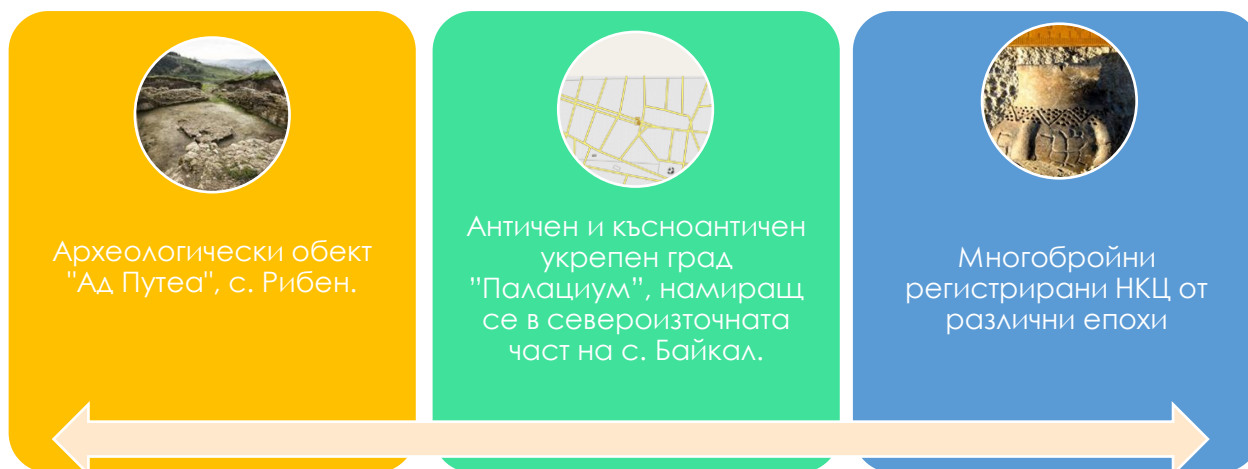 Археологически обект
"Ад Путеа", с. Рибен.
Античен и късноантичен
укрепен град
”Палациум”, намиращ
се в североизточната
част на с. Байкал.
Многобройни
регистрирани НКЦ от
различни епохи